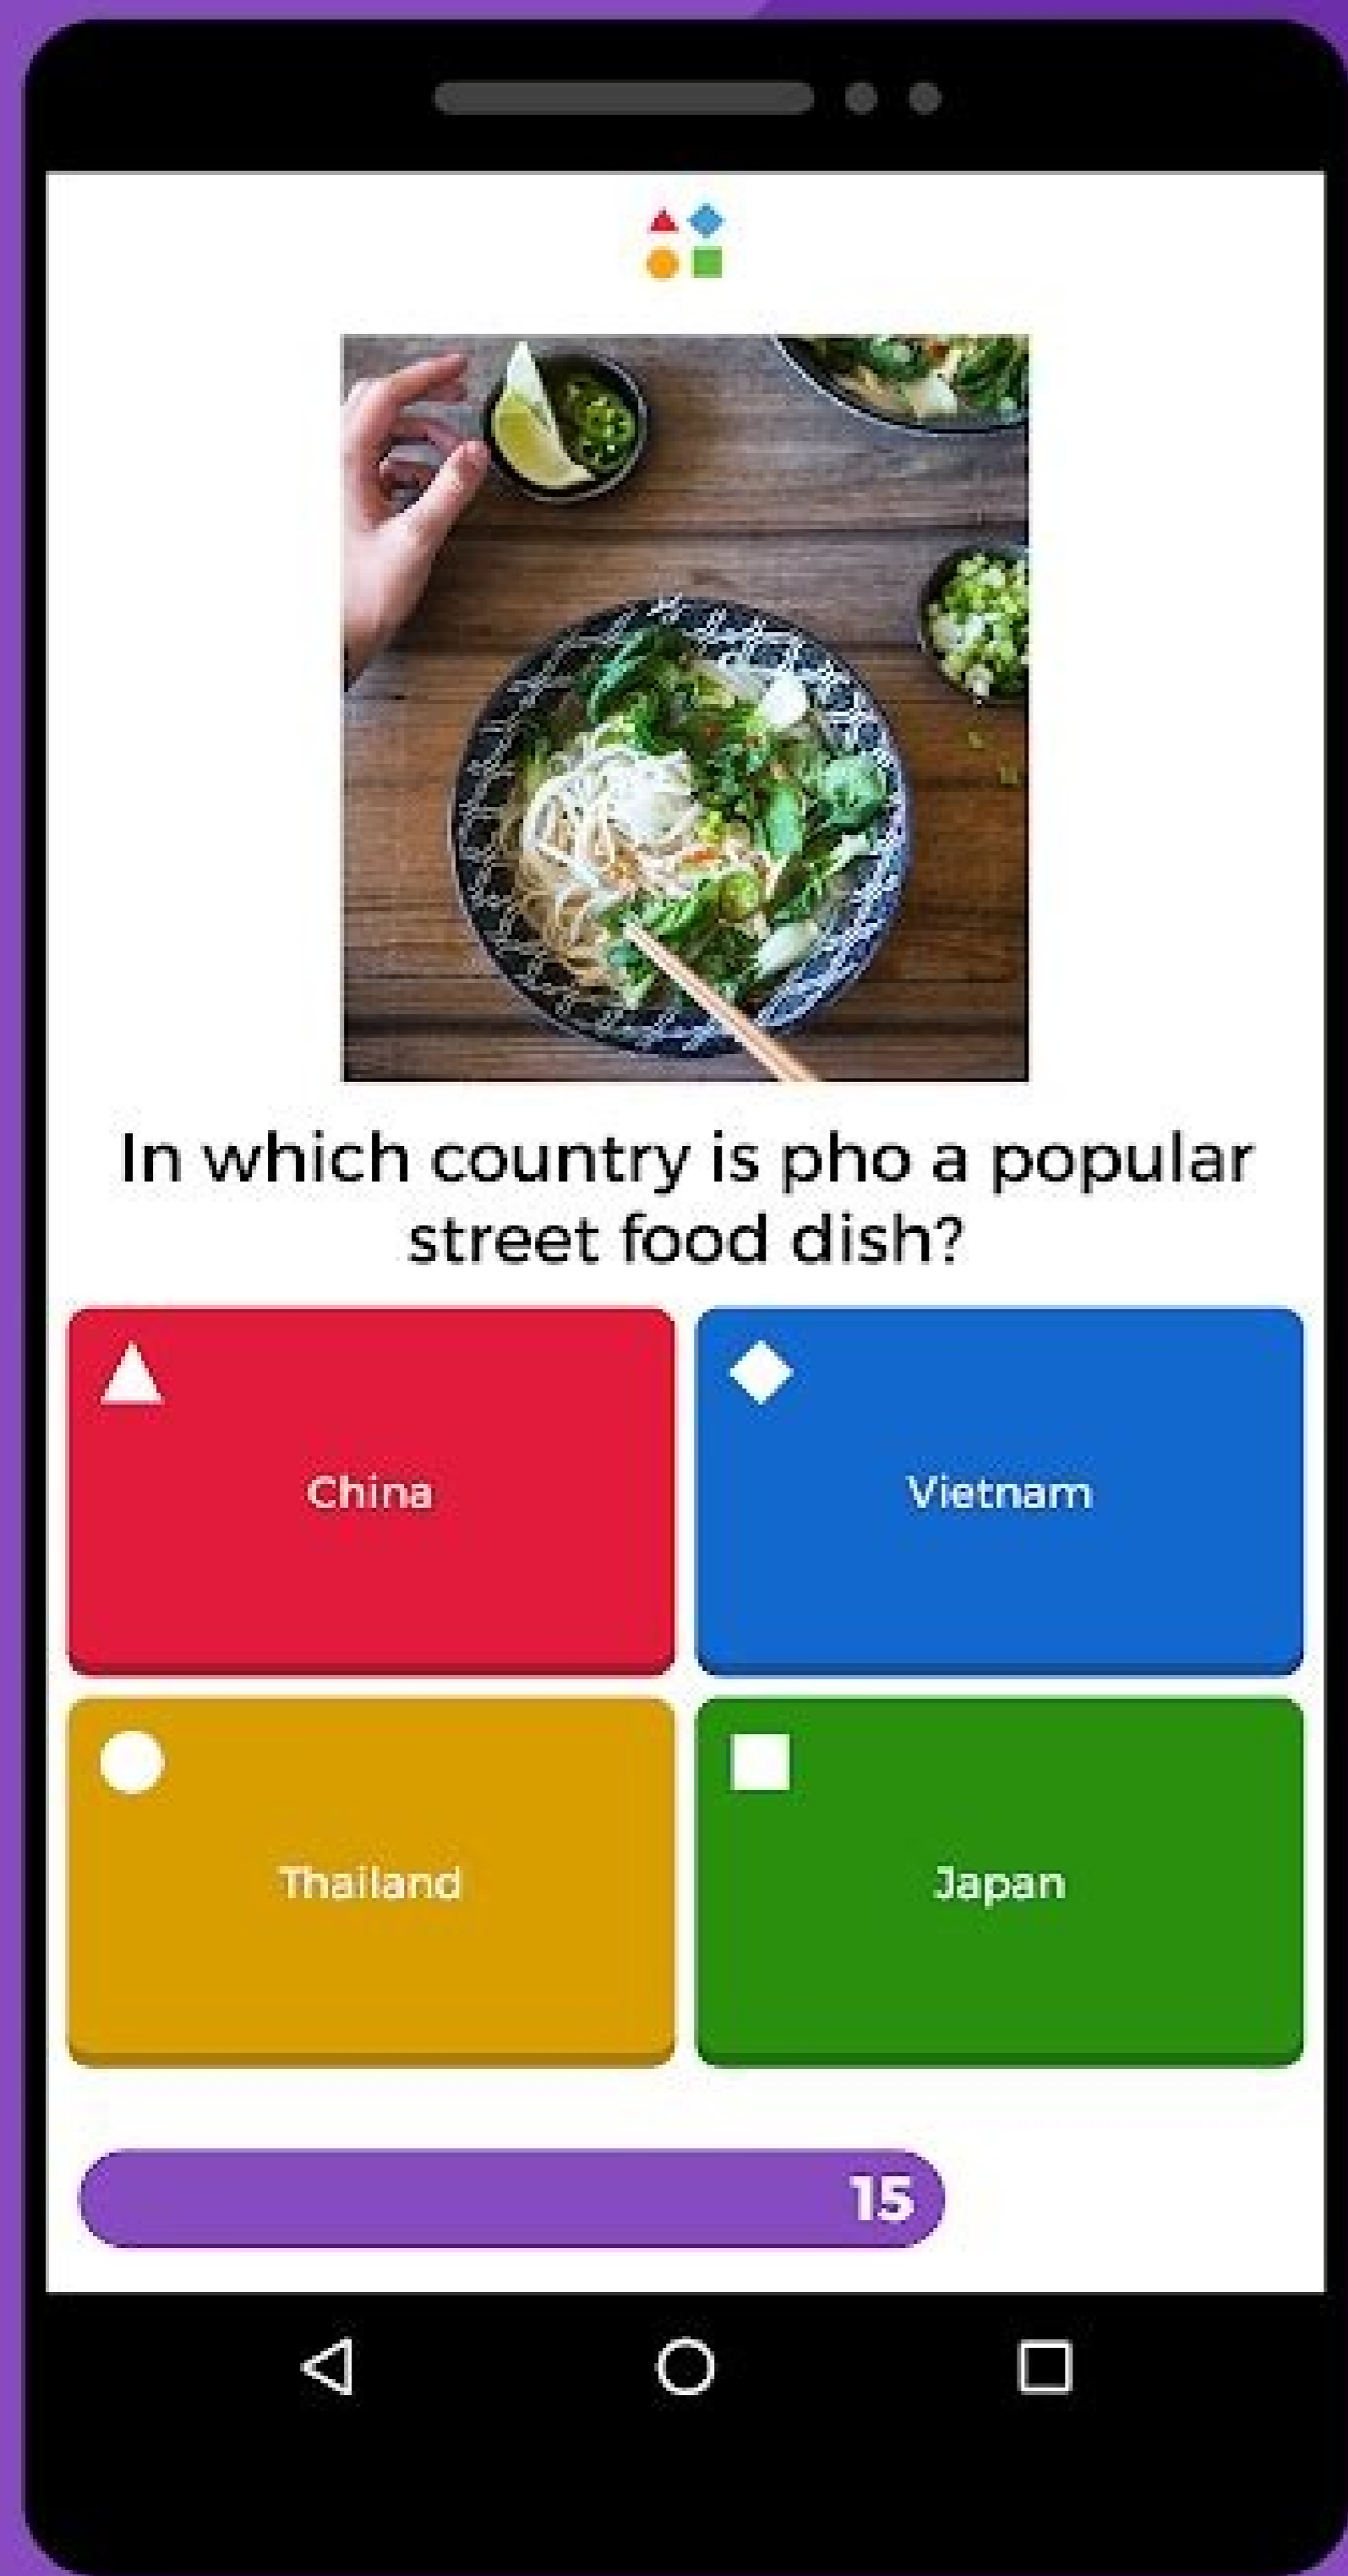 In which country is pho a popular
street food dish?
China
Vietnam
Thailand
Japan
15